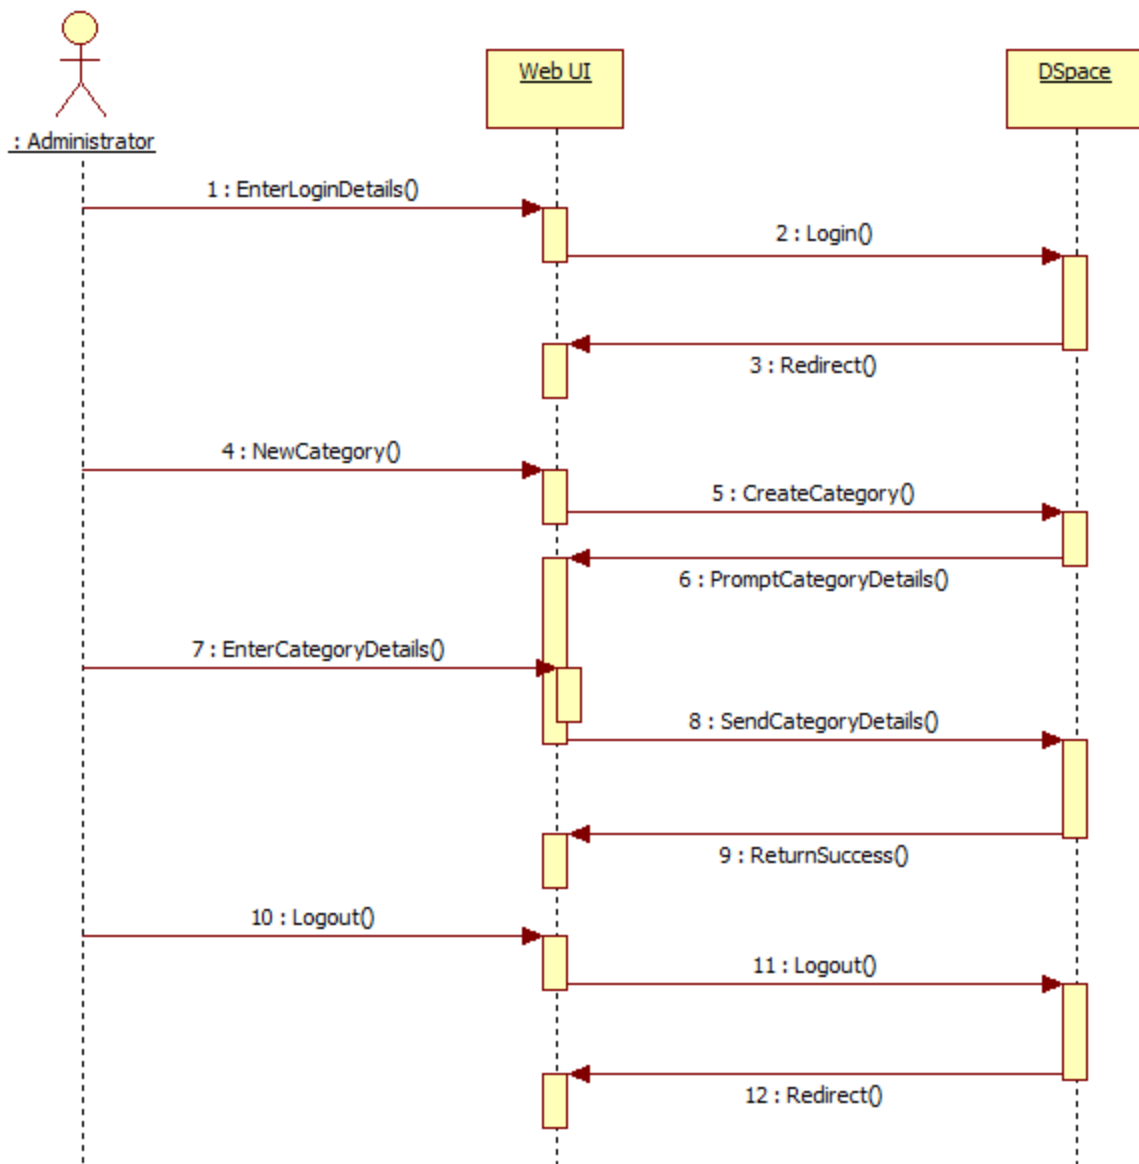 Web UI
DSpace
: Administrator
1 : EnterLoginDetails()
2 : Login()
3 : Redirect()
4 : NewCategory()
5 : CreateCategory()
6 : PromptCategoryDetails()
7 : EnterCategoryDetails()
8 : SendCategoryDetails()
9 : ReturnSuccess()
10 : Logout()
11 : Logout()
12 : Redirect()